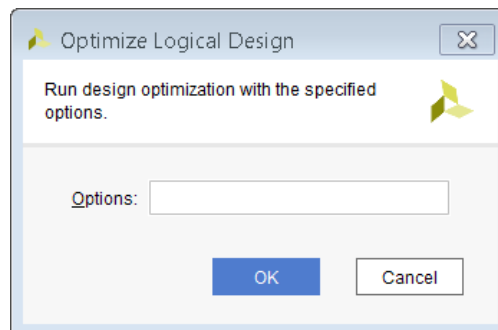 Optimize Logical Design
Run design optimization with the specified
options.
Options:
OK
Cancel